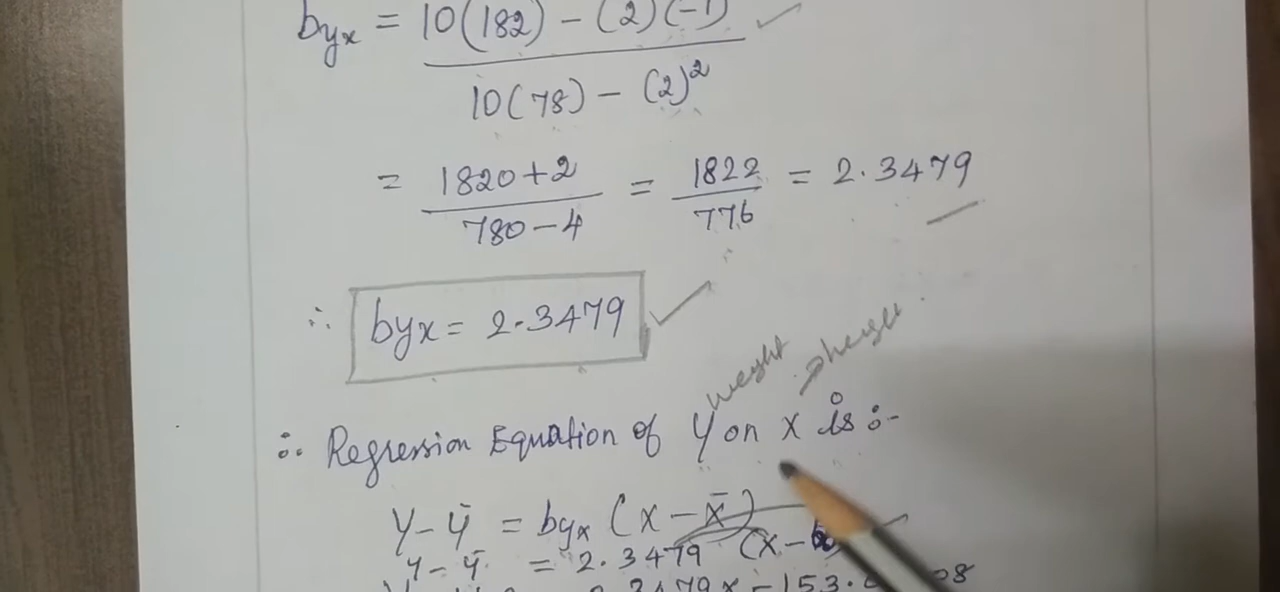 byx = 10(182) - (2)(-1)
10(78) - (2)²
= 1820+2 / 780-4 = 1822 / 776 = 2.3479
∴ byx = 2.3479
weight
∴ Regression Equation of Y on X is :-
Y - ȳ = byx (X - x̄)
Y - ȳ = 2.3479 (X -